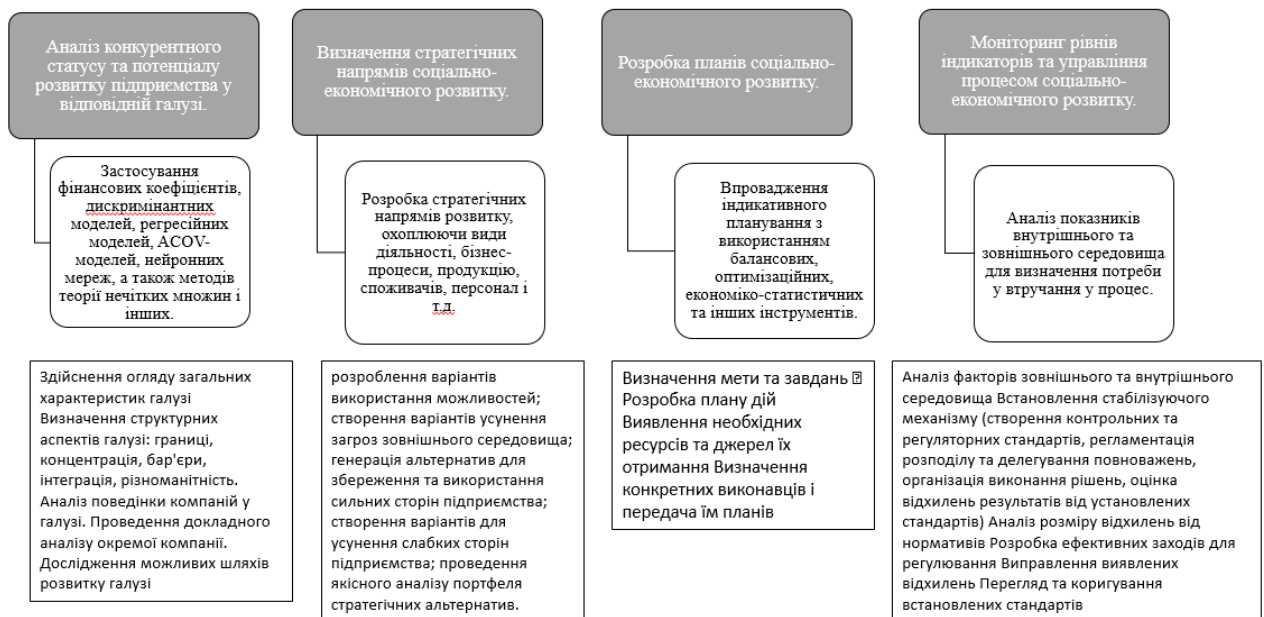 Аналіз конкурентного
статусу та потенціалу
розвитку підприємства у
відповідній галузі.
Застосування
фінансових коефіцієнтів,
дискримінантних
моделей, регресійних
моделей, ACOV-
моделей, нейронних
мереж, а також методів
теорії нечітких множин і
інших.
Здійснення огляду загальних
характеристик галузі
Визначення структурних
аспектів галузі: границі,
концентрація, бар'єри,
інтеграція, різноманітність.
Аналіз поведінки компаній у
галузі. Проведення докладного
аналізу окремої компанії.
Дослідження можливих шляхів
розвитку галузі
Визначення стратегічних
напрямів соціально-
економічного розвитку.
Розробка стратегічних
напрямів розвитку,
охоплюючи види
діяльності, бізнес-
процеси, продукцію,
споживачів, персонал і
т.д.
розроблення варіантів
використання можливостей;
створення варіантів усунення
загроз зовнішнього середовища;
генерація альтернатив для
збереження та використання
сильних сторін підприємства;
створення варіантів для
усунення слабких сторін
підприємства; проведення
якісного аналізу портфеля
стратегічних альтернатив.
Розробка планів соціально-
економічного розвитку.
Впровадження
індикативного
планування з
використанням
балансових,
оптимізаційних,
економіко-статистичних
та інших інструментів.
Визначення мети та завдань
Розробка плану дій
Виявлення необхідних
ресурсів та джерел їх
отримання Визначення
конкретних виконавців і
передача їм планів
Моніторинг рівнів
індикаторів та управління
процесом соціально-
економічного розвитку.
Аналіз показників
внутрішнього та
зовнішнього середовища
для визначення потреби
у втручання у процес.
Аналіз факторів зовнішнього та внутрішнього
середовища Встановлення стабілізуючого
механізму (створення контрольних та
регуляторних стандартів, регламентація
розподілу та делегування повноважень,
організація виконання рішень, оцінка
відхилень результатів від установлених
стандартів) Аналіз розміру відхилень від
нормативів Розробка ефективних заходів для
регулювання Виправлення виявлених
відхилень Перегляд та коригування
встановлених стандартів